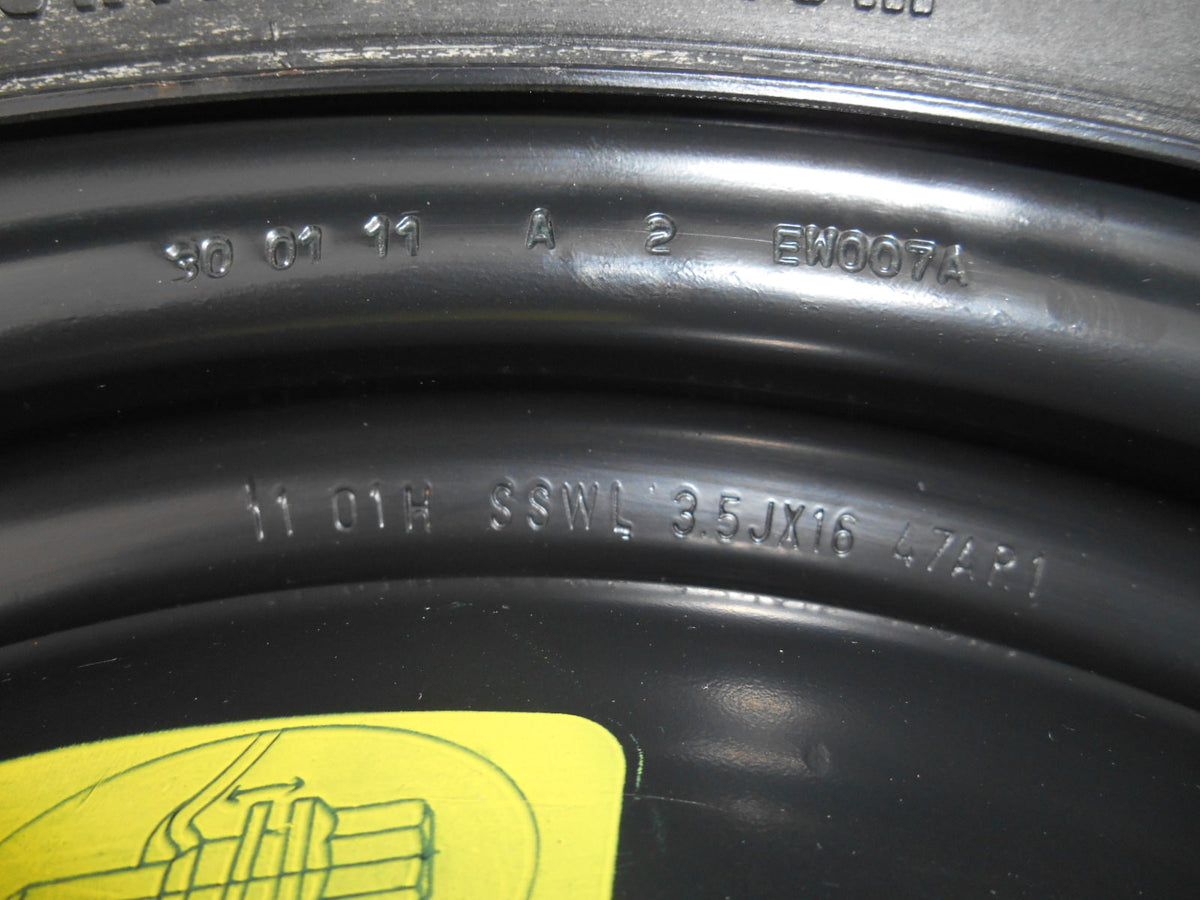 30 01 11 A 2 EW007A
11 01H SSWL 3.5JX16 47AR1